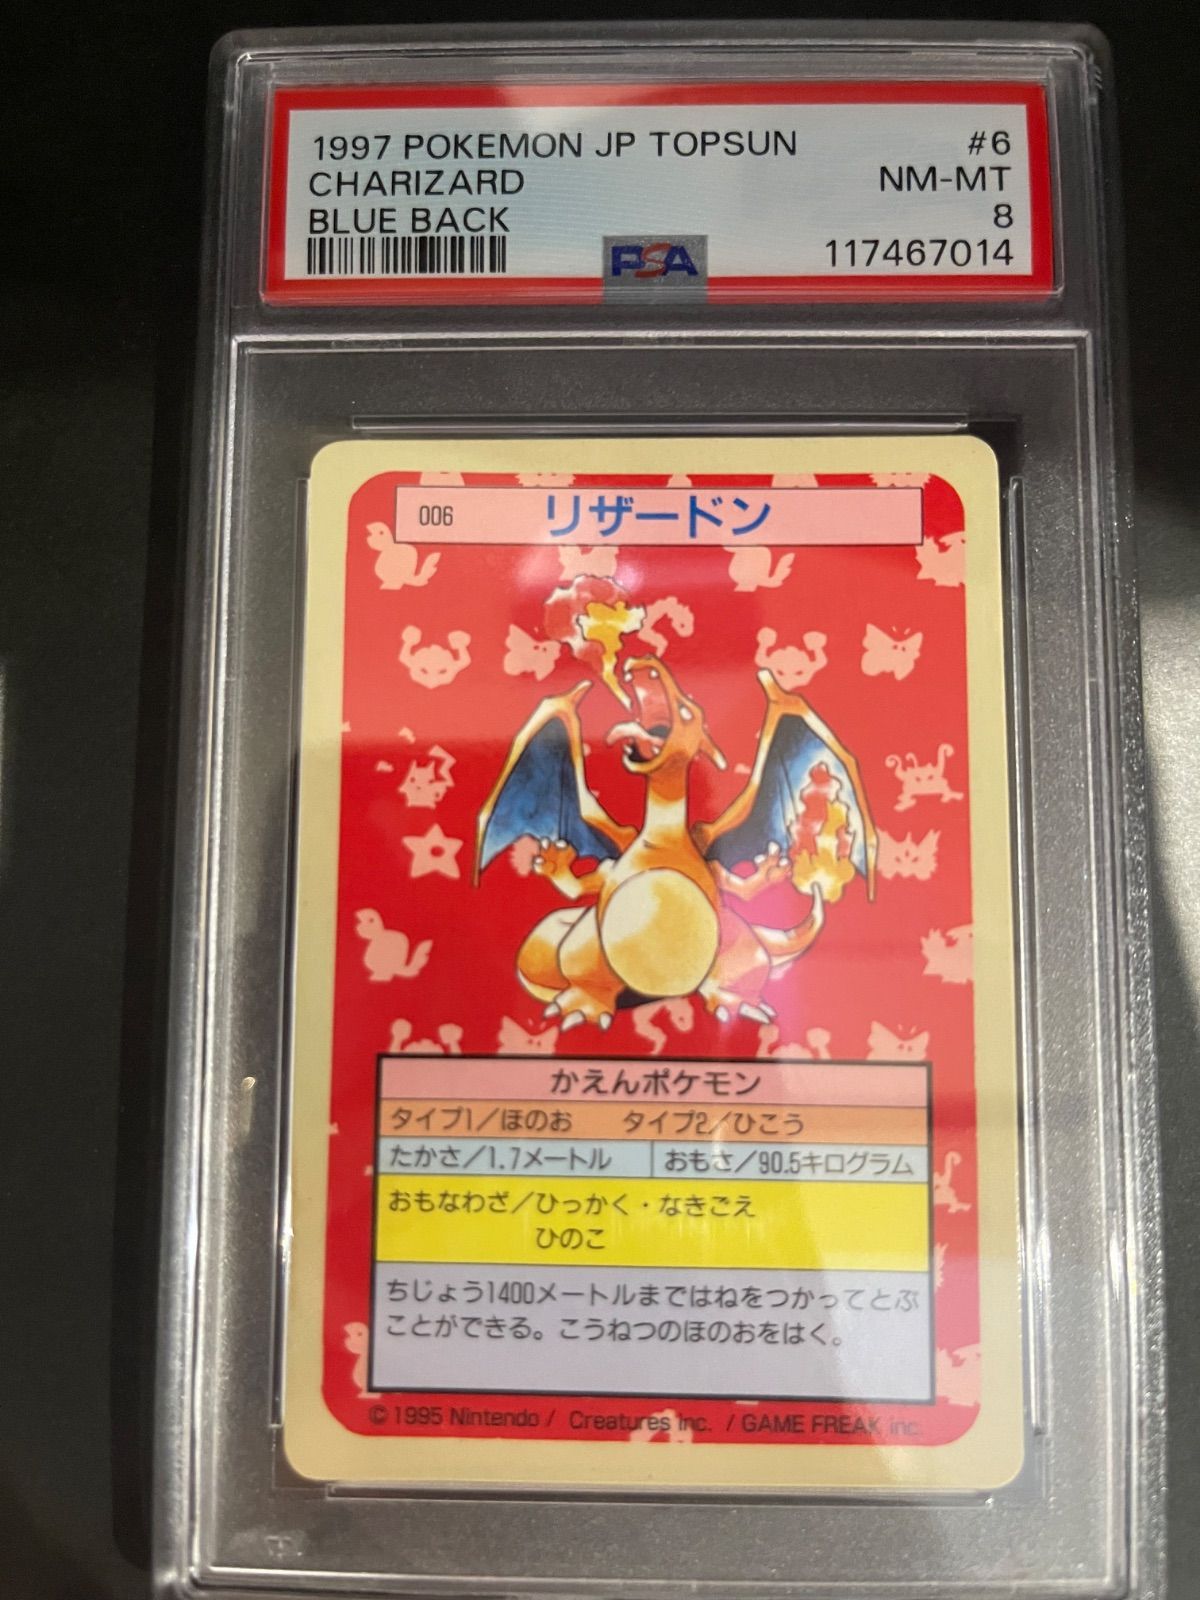 1997 POKEMON JP TOPSUN #6
CHARIZARD NM-MT
BLUE BACK 8
PSA 117467014
006 リザードン
かえんポケモン
タイプ1／ほのお タイプ2／ひこう
たかさ／1.7メートル おもさ／90.5キログラム
おもなわざ／ひっかく・なきごえ
ひのこ
ちじょう1400メートルまではねをつかってとぶ
ことができる。こうねつのほのおをはく。
© 1995 Nintendo / Creatures inc. / GAME FREAK inc.